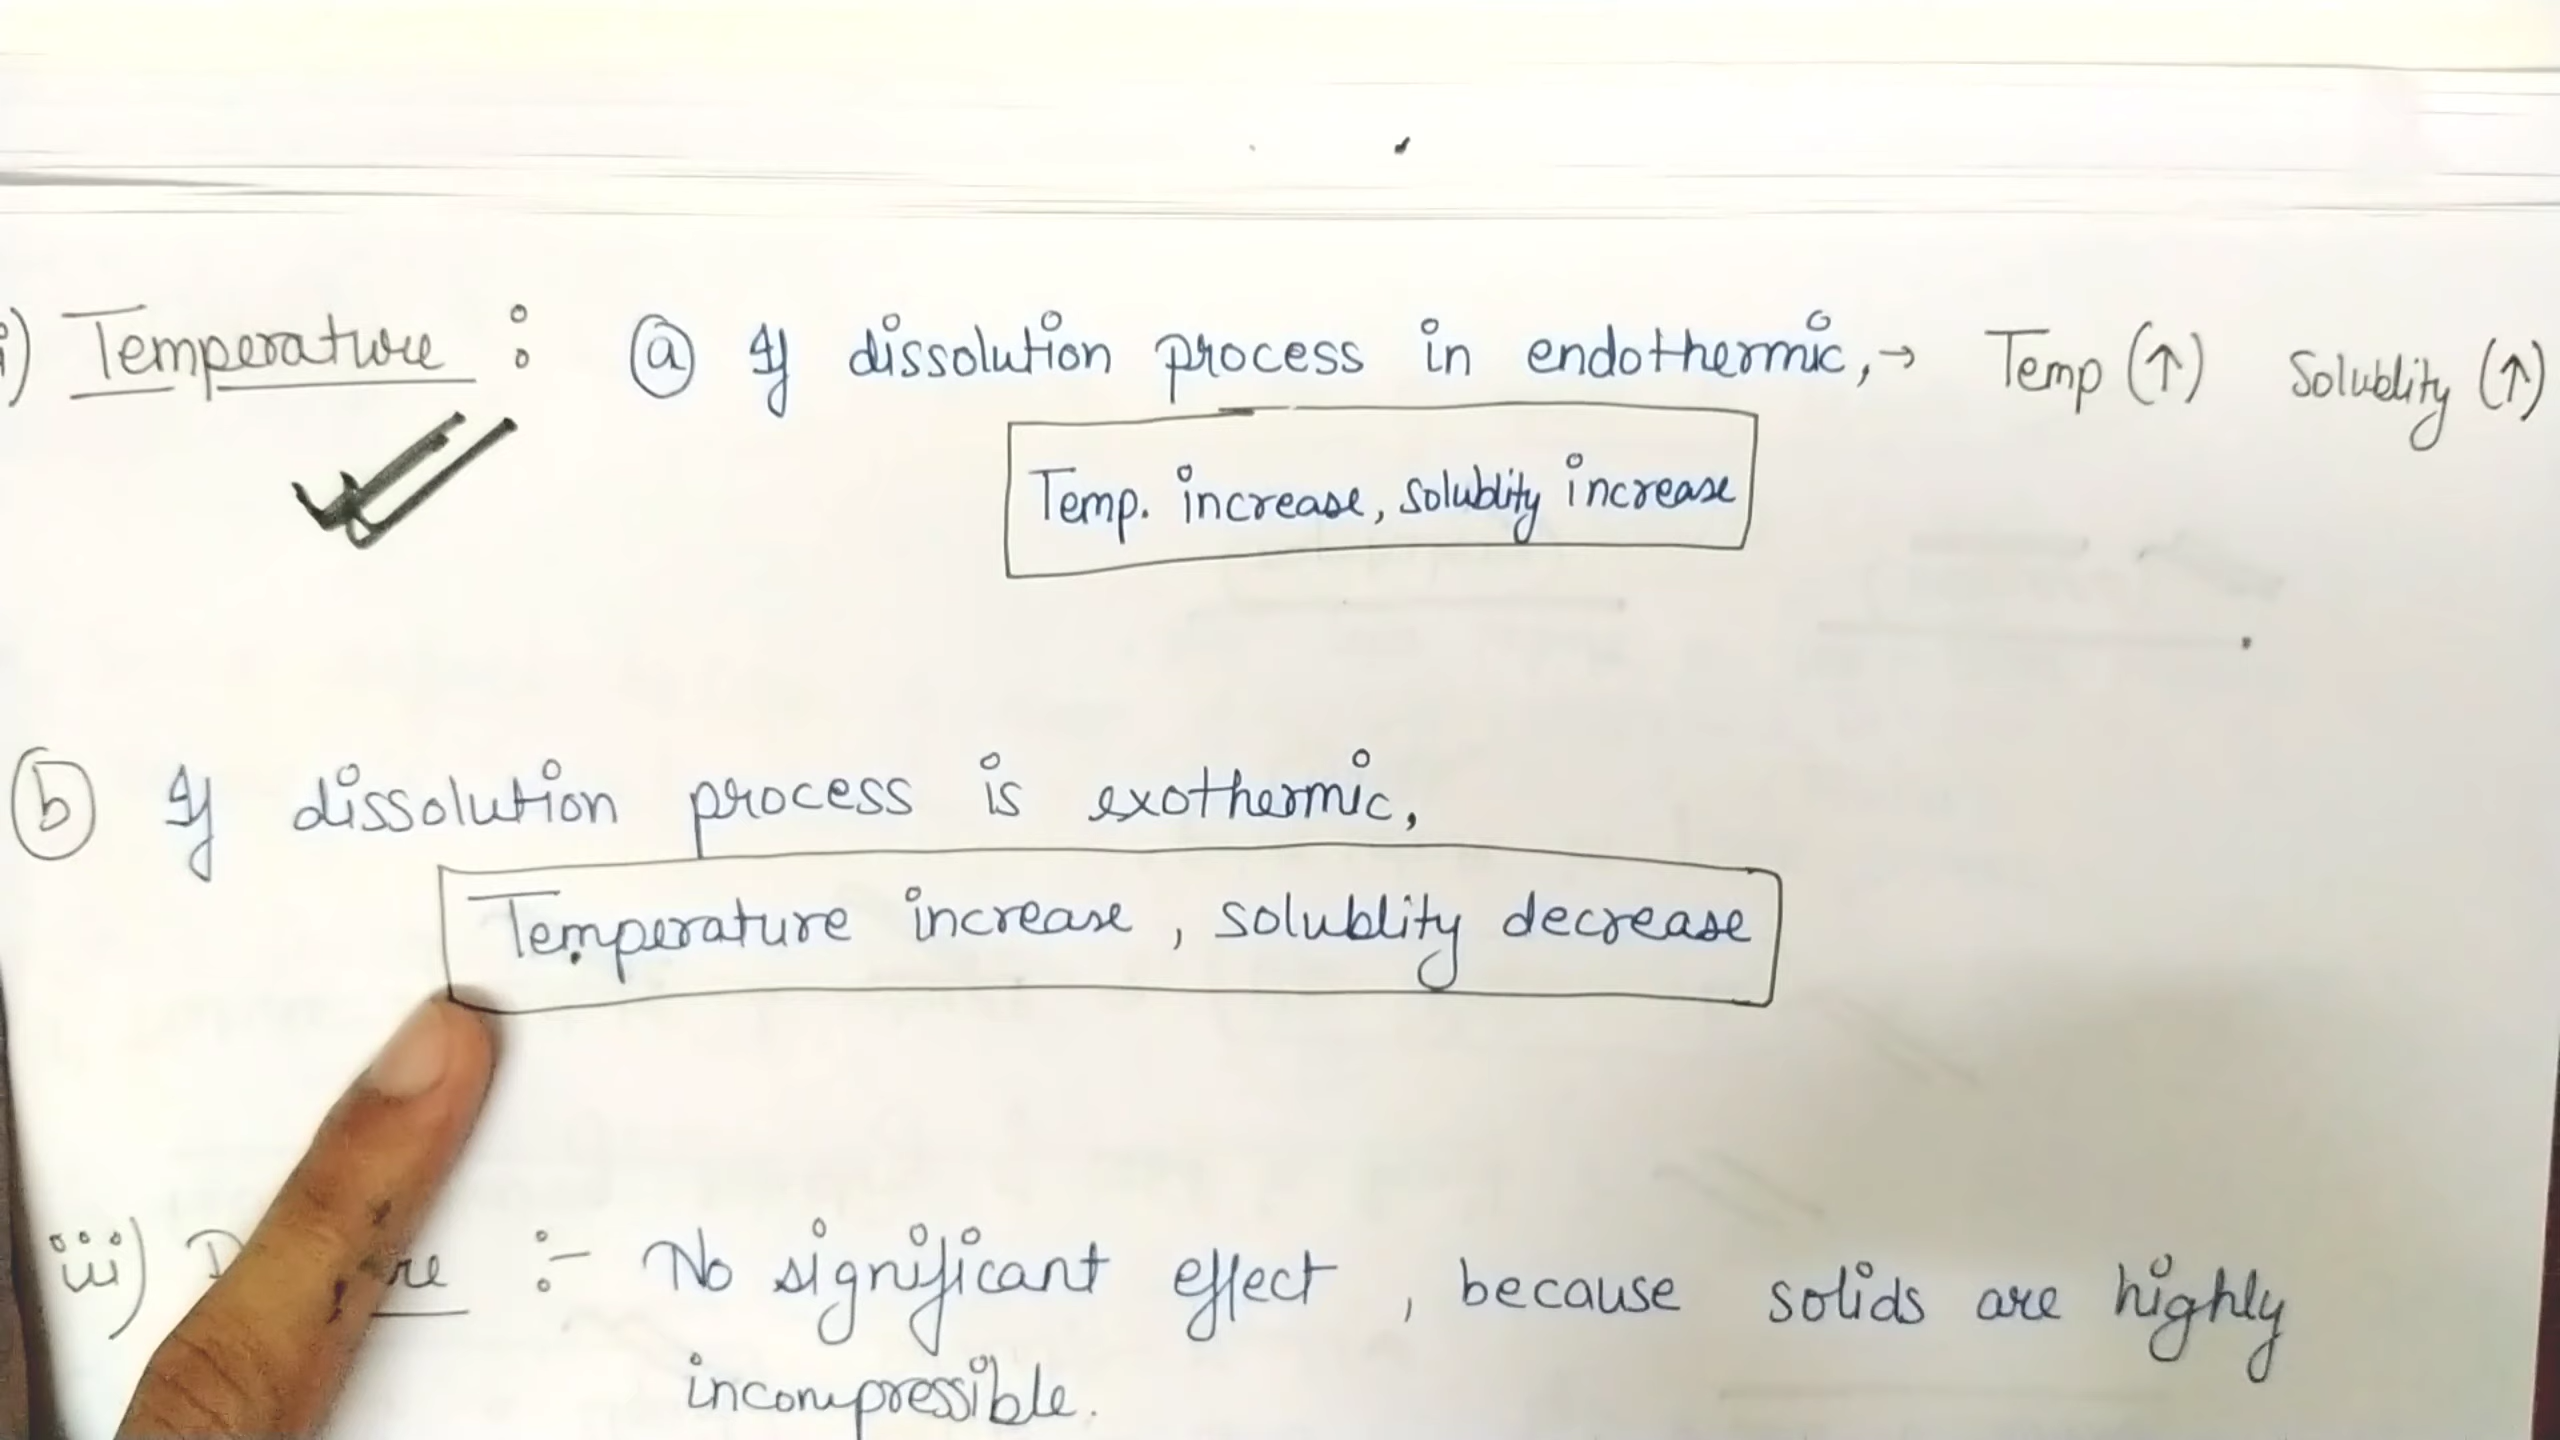 i) Temperature : (a) If dissolution process in endothermic, → Temp (↑) Solublity (↑)
Temp. increase, solublity increase
(b) If dissolution process is exothermic,
Temperature increase, solublity decrease
iii) :- No significant effect, because solids are highly
incompressible.